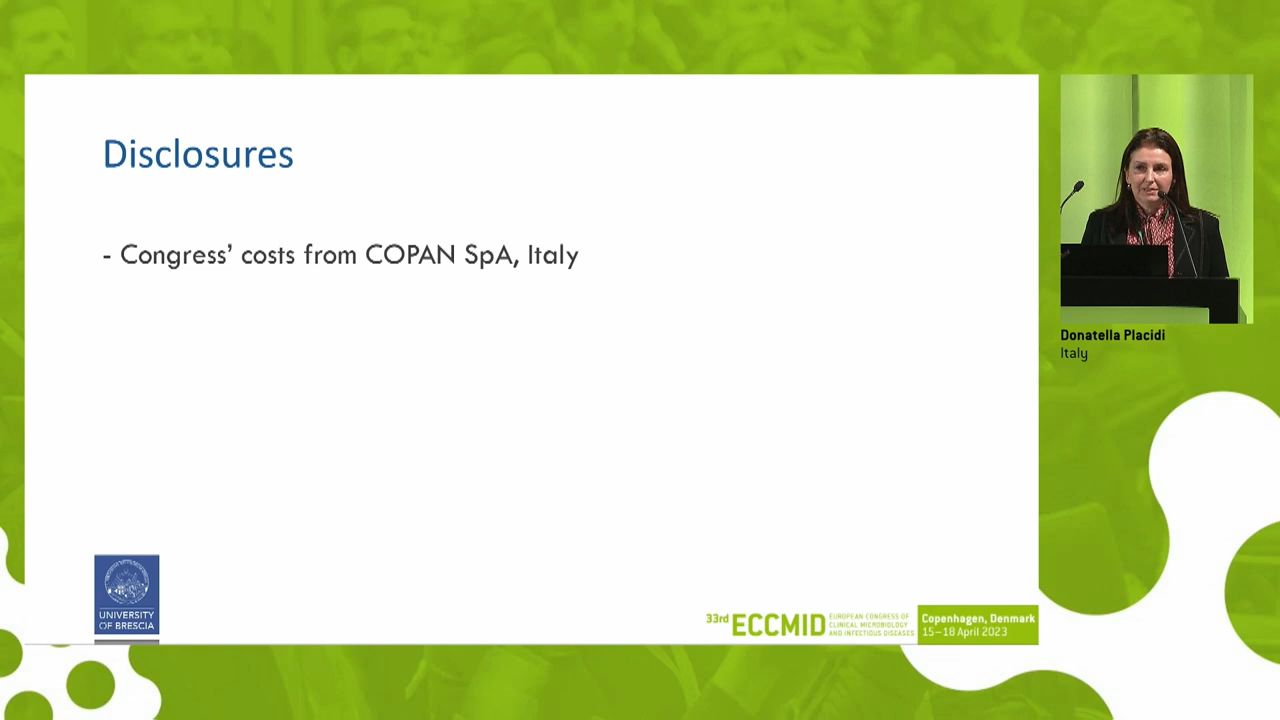 Disclosures
- Congress’ costs from COPAN SpA, Italy
Donatella Placidi
Italy
UNIVERSITY
OF BRESCIA
33rd ECCMID
EUROPEAN CONGRESS OF
CLINICAL MICROBIOLOGY
AND INFECTIOUS DISEASES
Copenhagen, Denmark
15–18 April 2023